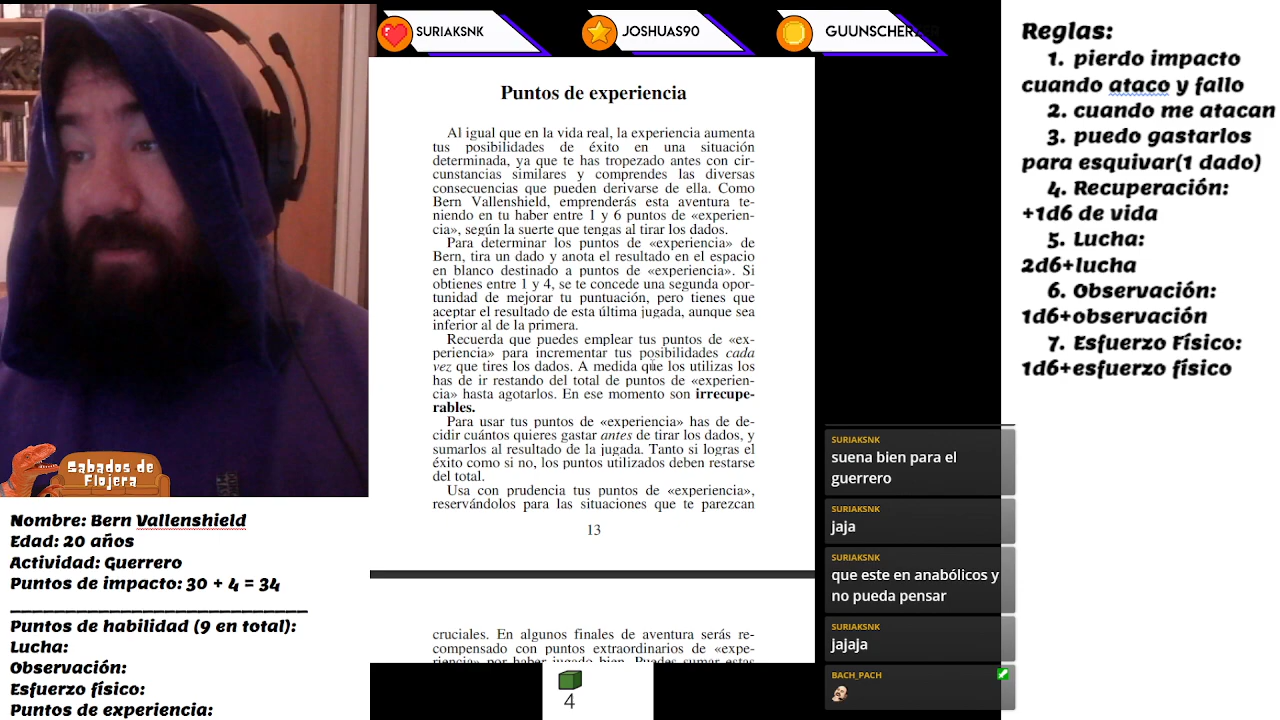 SURIAKSNK
JOSHUAS90
Puntos de experiencia
Al igual que en la vida real, la experiencia aumenta
tus posibilidades de éxito en una situación
determinada, ya que te has tropezado antes con cir-
cunstancias similares y comprendes las diversas
consecuencias que pueden derivarse de ella. Como
Bern Vallenshield, emprenderás esta aventura te-
niendo en tu haber entre 1 y 6 puntos de «experien-
cia», según la suerte que tengas al tirar los dados.
Para determinar los puntos de «experiencia» de
Bern, tira un dado y anota el resultado en el espacio
en blanco destinado a puntos de «experiencia». Si
obtienes entre 1 y 4, se te concede una segunda opor-
tunidad de mejorar tu puntuación, pero tienes que
aceptar el resultado de esta última jugada, aunque sea
inferior al de la primera.
Recuerda que puedes emplear tus puntos de «ex-
periencia» para incrementar tus posibilidades cada
vez que tires los dados. A medida que los utilizas los
has de ir restando del total de puntos de «experien-
cia» hasta agotarlos. En ese momento son irrecupe-
rables.
Para usar tus puntos de «experiencia» has de de-
cidir cuántos quieres gastar antes de tirar los dados, y
sumarlos al resultado de la jugada. Tanto si logras el
éxito como si no, los puntos utilizados deben restarse
del total.
Usa con prudencia tus puntos de «experiencia»,
reservándolos para las situaciones que te parezcan
13
cruciales. En algunos finales de aventura serás re-
compensado con puntos extraordinarios de «expe-
riencia» por haber jugado bien. Puedes sumar estas
4
Reglas:
1. pierdo impacto
cuando ataco y fallo
2. cuando me atacan
3. puedo gastarlos
para esquivar(1 dado)
4. Recuperación:
+1d6 de vida
5. Lucha:
2d6+lucha
6. Observación:
1d6+observación
7. Esfuerzo Físico:
1d6+esfuerzo físico
SURIAKSNK
suena bien para el
guerrero
SURIAKSNK
jaja
SURIAKSNK
que este en anabólicos y
no pueda pensar
SURIAKSNK
jajaja
BACH_PACH
Sabados de
Flojera
Nombre: Bern Vallenshield
Edad: 20 años
Actividad: Guerrero
Puntos de impacto: 30 + 4 = 34
Puntos de habilidad (9 en total):
Lucha:
Observación:
Esfuerzo físico:
Puntos de experiencia: